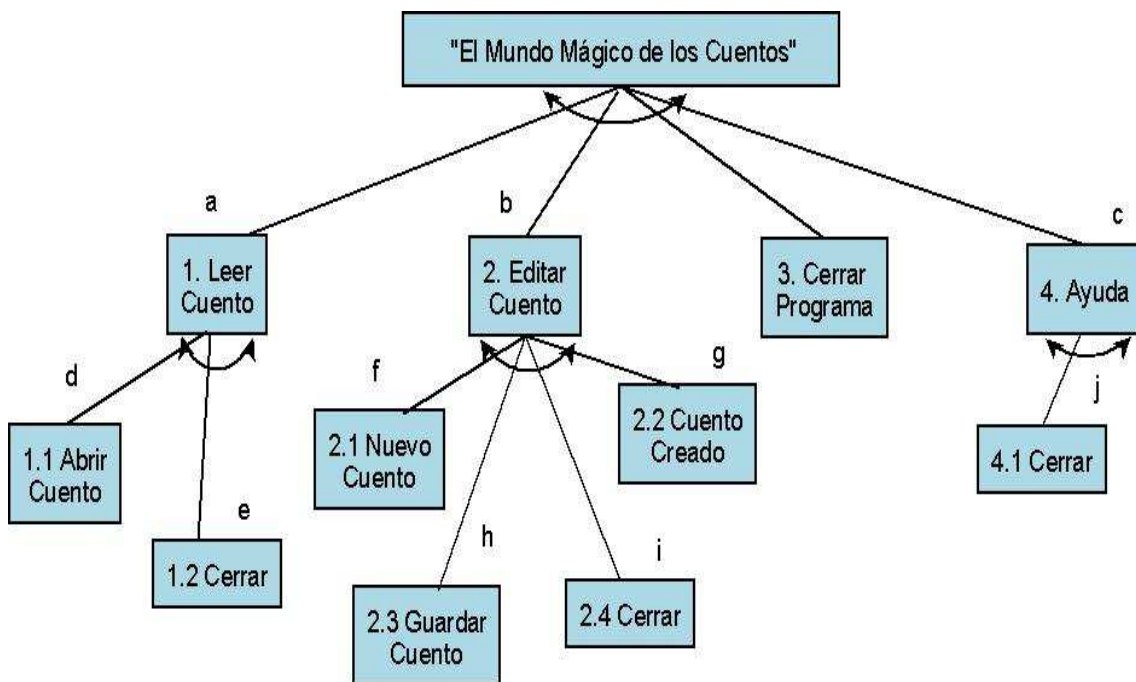 "El Mundo Mágico de los Cuentos"
a
b
c
1. Leer
Cuento
2. Editar
Cuento
3. Cerrar
Programa
4. Ayuda
d
f
g
j
1.1 Abrir
Cuento
2.1 Nuevo
Cuento
2.2 Cuento
Creado
4.1 Cerrar
e
h
i
1.2 Cerrar
2.3 Guardar
Cuento
2.4 Cerrar